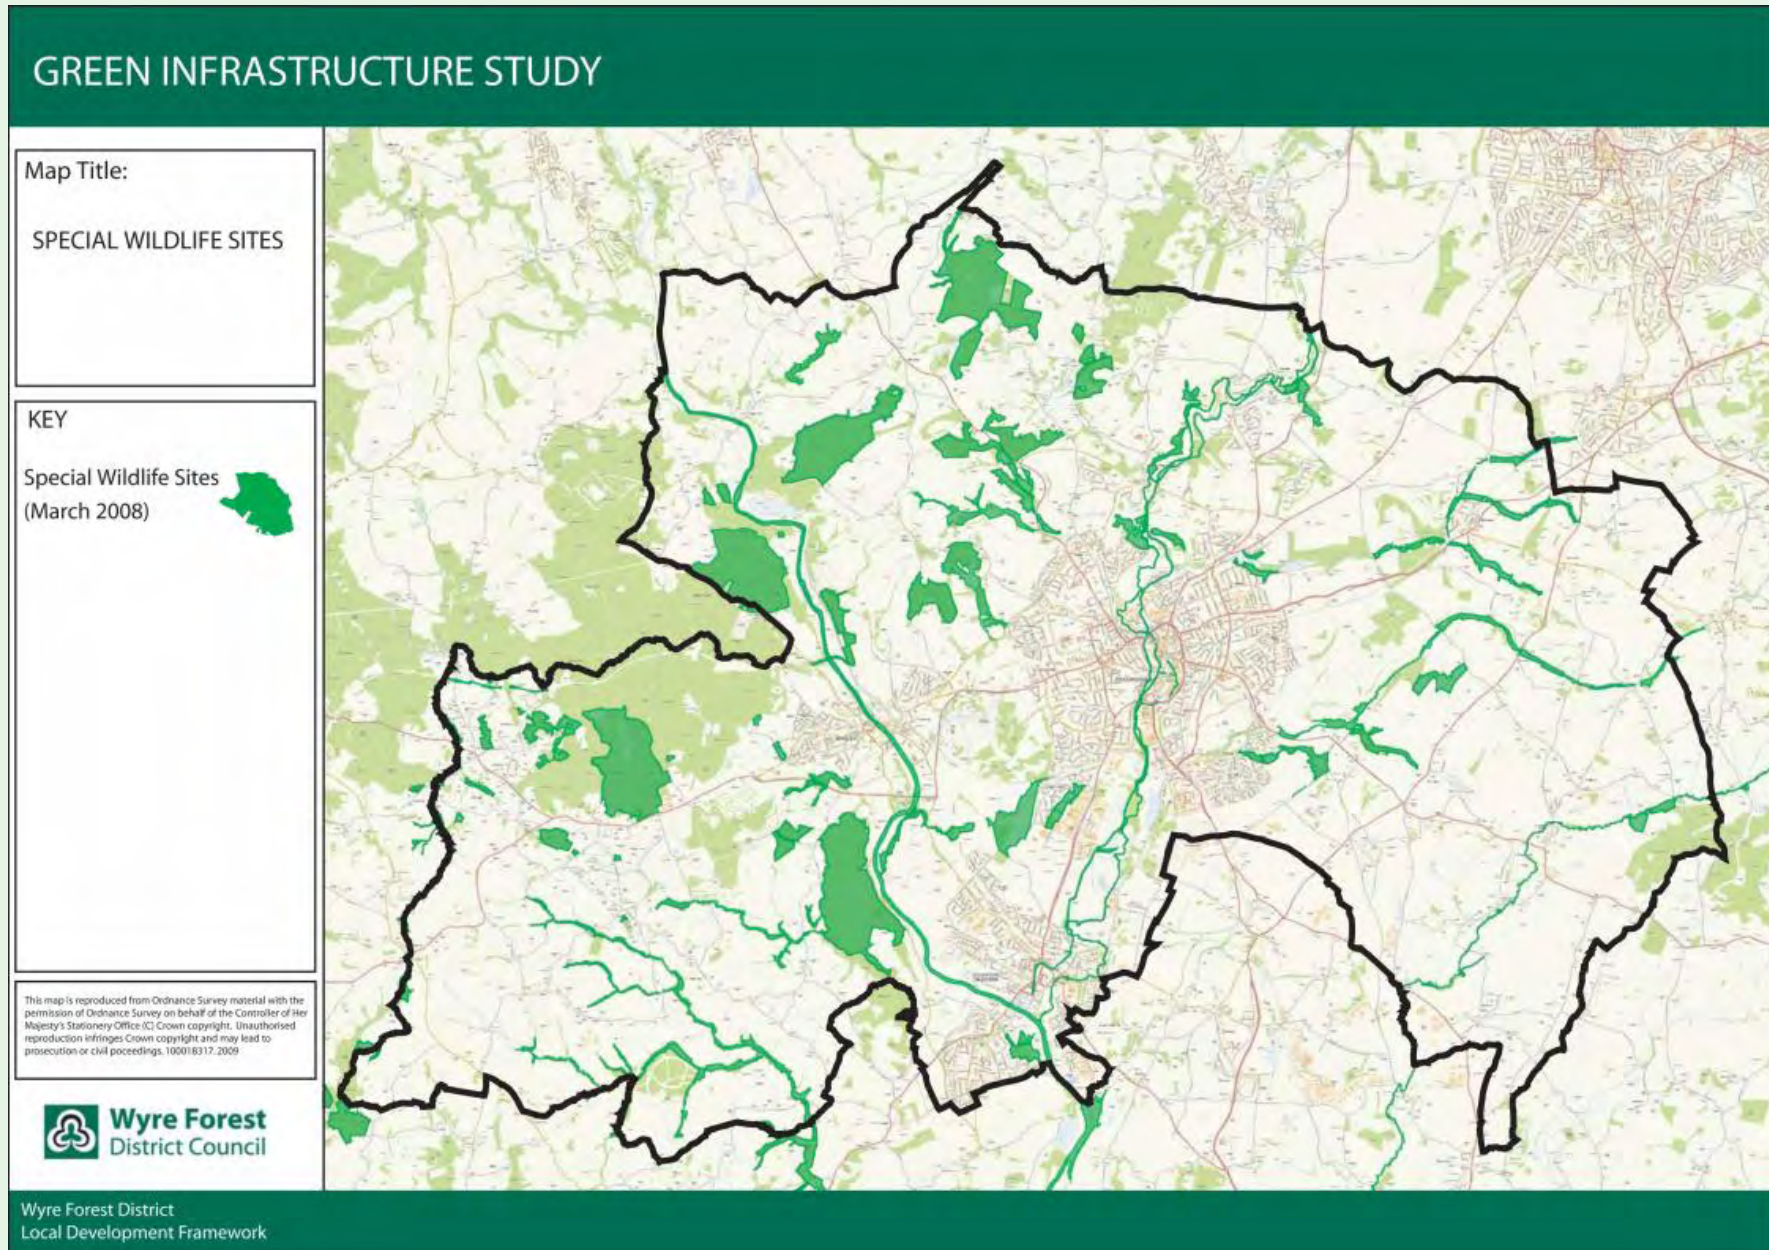 GREEN INFRASTRUCTURE STUDY
Map Title:
SPECIAL WILDLIFE SITES
KEY
Special Wildlife Sites
(March 2008)
This map is reproduced from Ordnance Survey material with the
permission of Ordnance Survey on behalf of the Controller of Her
Majesty's Stationery Office (C) Crown copyright. Unauthorised
reproduction infringes Crown copyright and may lead to
prosecution or civil poceedings. 100018317. 2009
Wyre Forest
District Council
Wyre Forest District
Local Development Framework